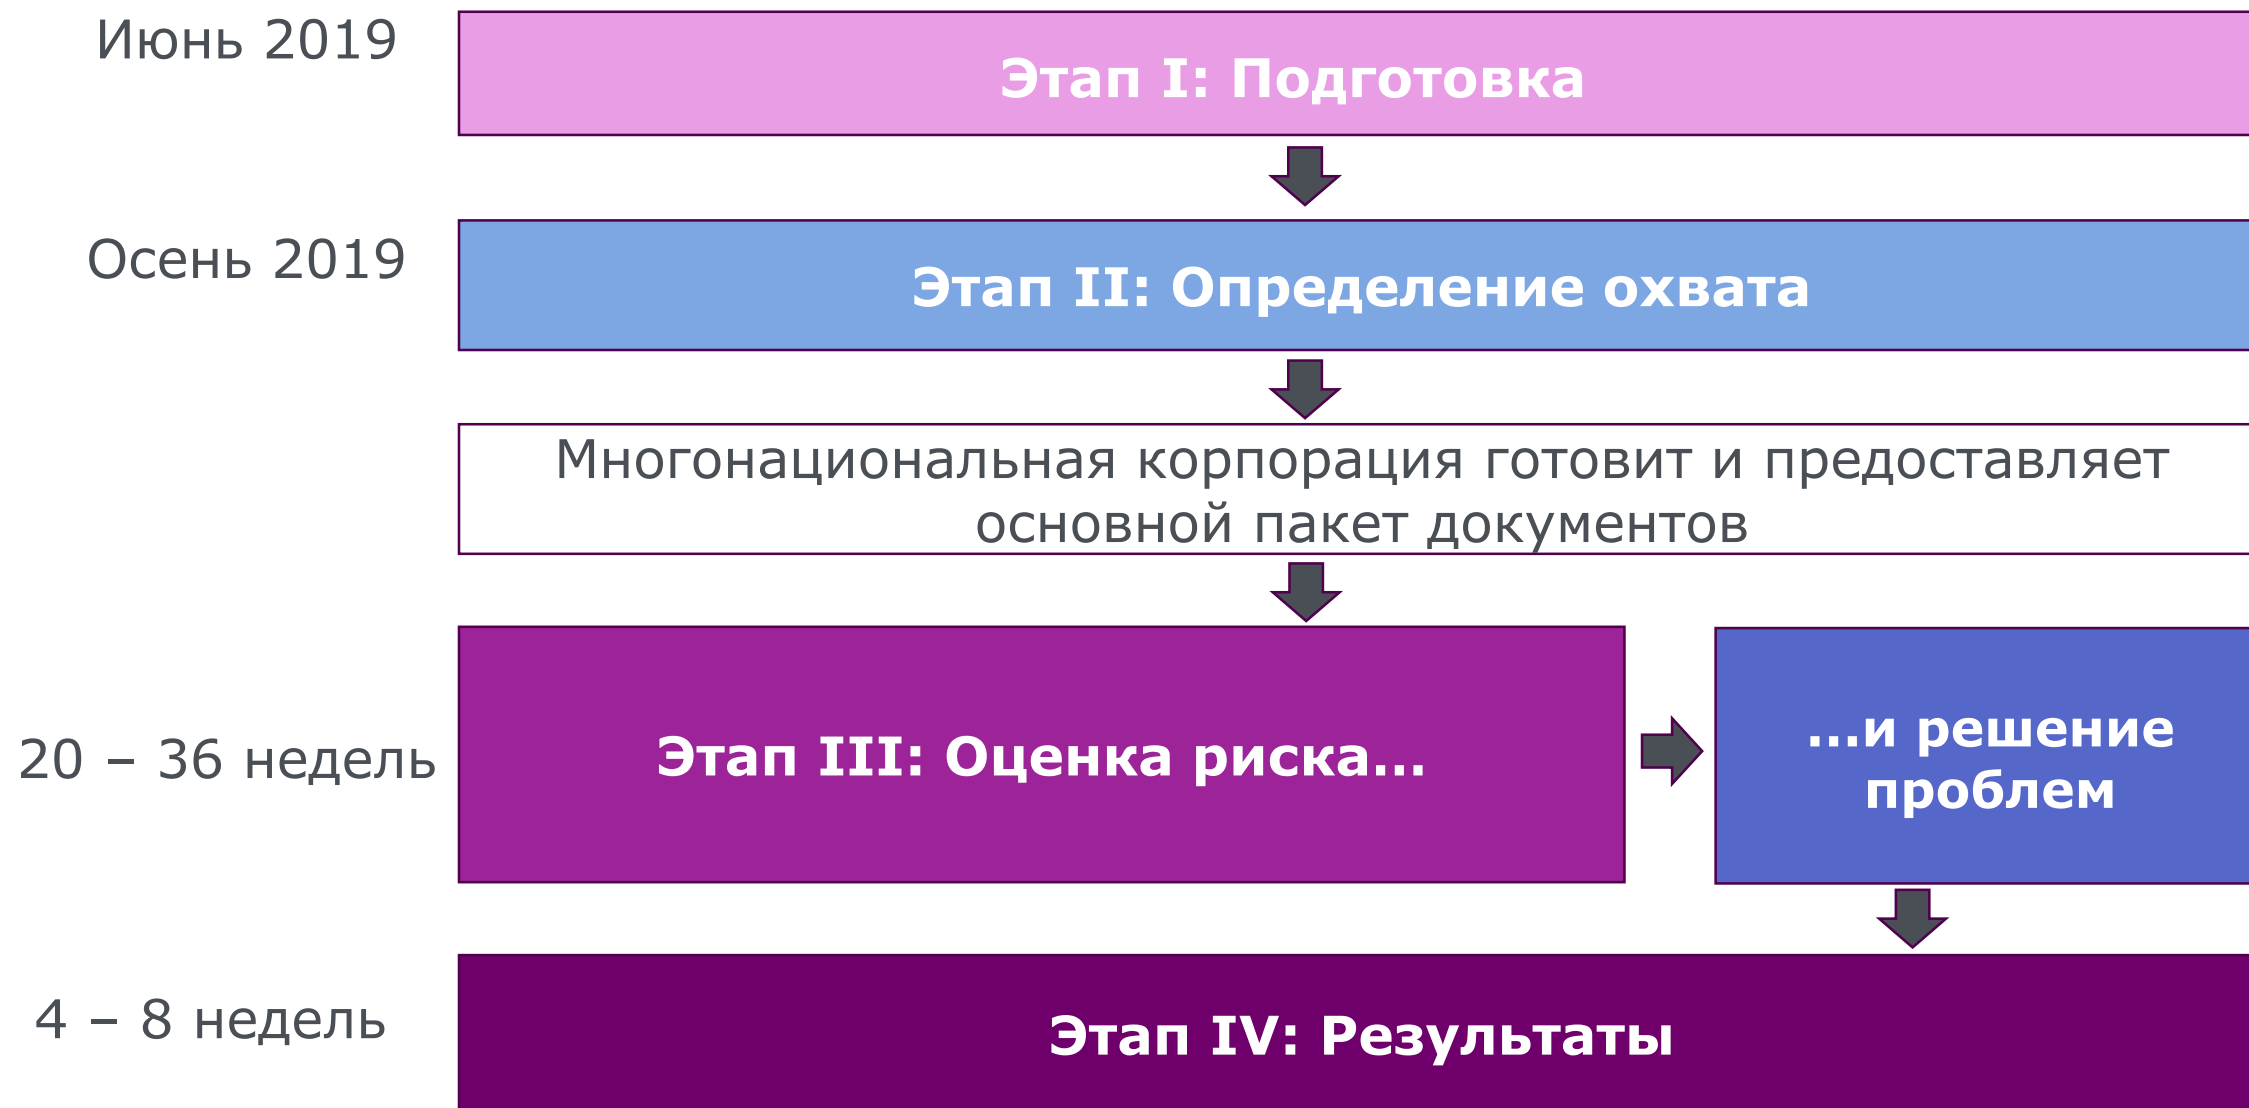 Июнь 2019
Этап I: Подготовка
Осень 2019
Этап II: Определение охвата
Многонациональная корпорация готовит и предоставляет
основной пакет документов
20 – 36 недель
Этап III: Оценка риска…
…и решение
проблем
4 – 8 недель
Этап IV: Результаты